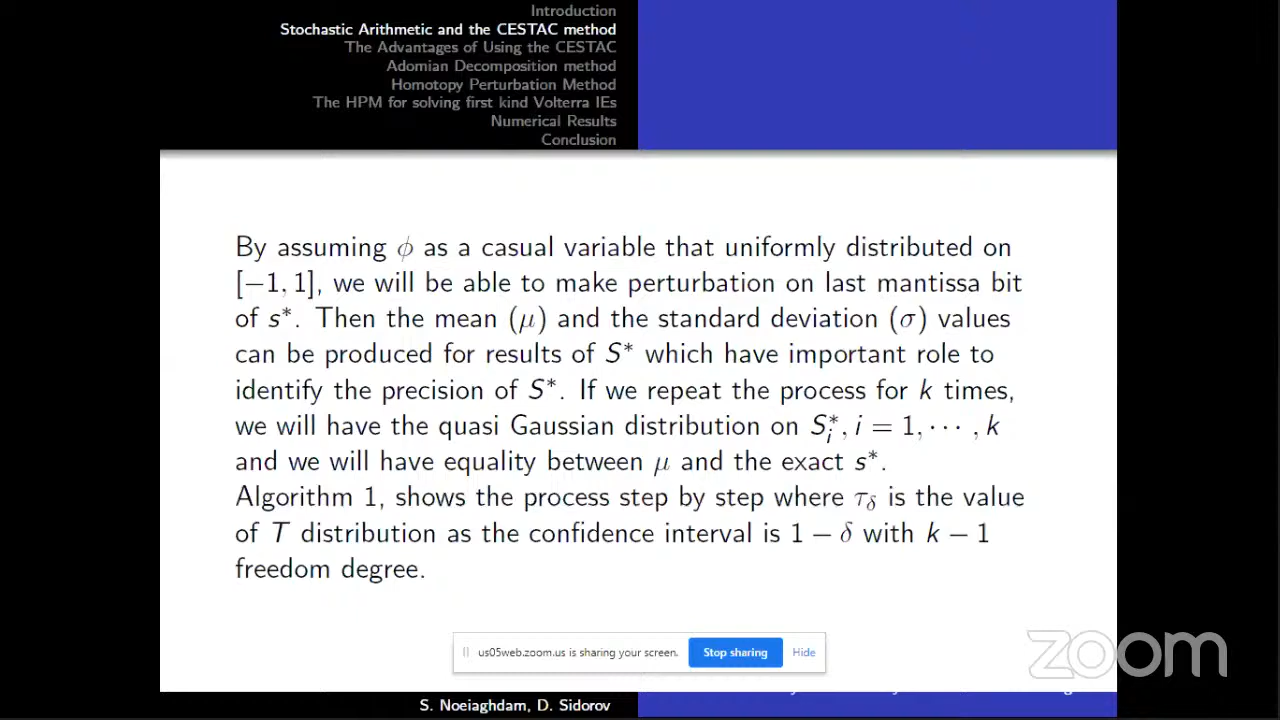 Introduction
Stochastic Arithmetic and the CESTAC method
The Advantages of Using the CESTAC
Adomian Decomposition method
Homotopy Perturbation Method
The HPM for solving first kind Volterra IEs
Numerical Results
Conclusion
By assuming ϕ as a casual variable that uniformly distributed on
[−1, 1], we will be able to make perturbation on last mantissa bit
of s*. Then the mean (μ) and the standard deviation (σ) values
can be produced for results of S* which have important role to
identify the precision of S*. If we repeat the process for k times,
we will have the quasi Gaussian distribution on S*ᵢ, i = 1, ⋯ , k
and we will have equality between μ and the exact s*.
Algorithm 1, shows the process step by step where τδ is the value
of T distribution as the confidence interval is 1 − δ with k − 1
freedom degree.
us05web.zoom.us is sharing your screen.
Stop sharing
Hide
zoom
S. Noeiaghdam, D. Sidorov